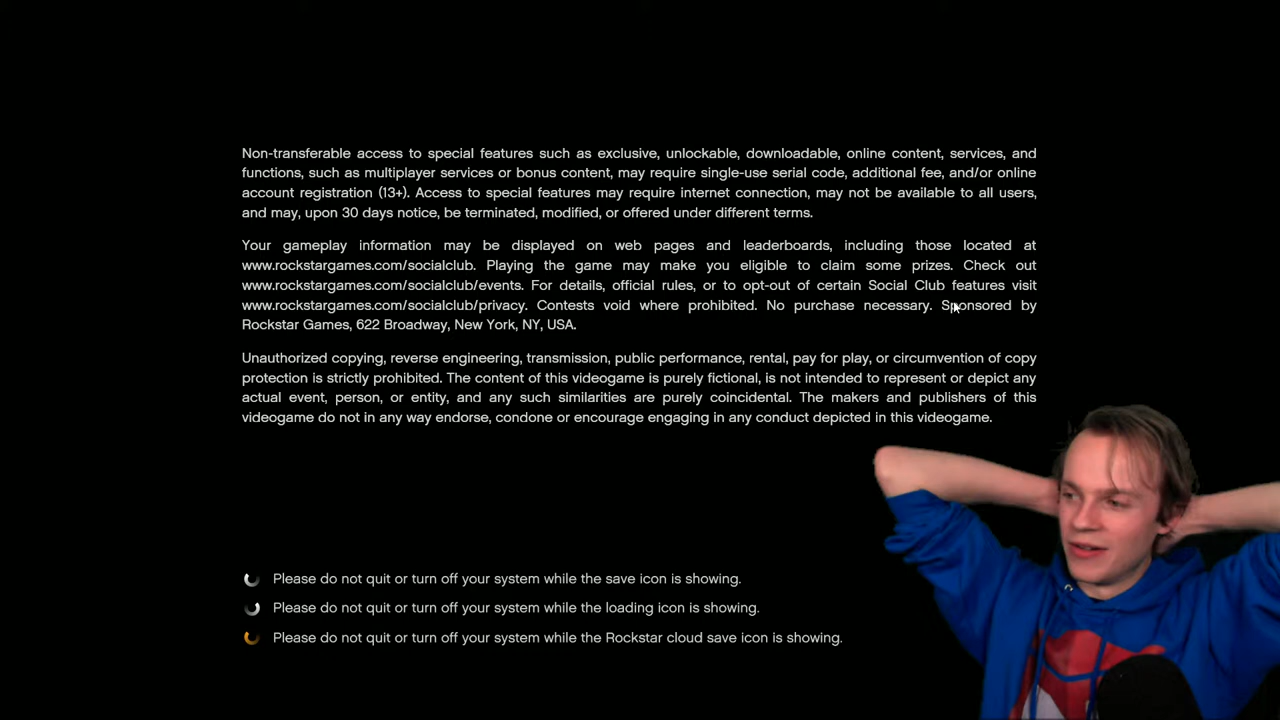 Non-transferable access to special features such as exclusive, unlockable, downloadable, online content, services, and
functions, such as multiplayer services or bonus content, may require single-use serial code, additional fee, and/or online
account registration (13+). Access to special features may require internet connection, may not be available to all users,
and may, upon 30 days notice, be terminated, modified, or offered under different terms.
Your gameplay information may be displayed on web pages and leaderboards, including those located at
www.rockstargames.com/socialclub. Playing the game may make you eligible to claim some prizes. Check out
www.rockstargames.com/socialclub/events. For details, official rules, or to opt-out of certain Social Club features visit
www.rockstargames.com/socialclub/privacy. Contests void where prohibited. No purchase necessary. Sponsored by
Rockstar Games, 622 Broadway, New York, NY, USA.
Unauthorized copying, reverse engineering, transmission, public performance, rental, pay for play, or circumvention of copy
protection is strictly prohibited. The content of this videogame is purely fictional, is not intended to represent or depict any
actual event, person, or entity, and any such similarities are purely coincidental. The makers and publishers of this
videogame do not in any way endorse, condone or encourage engaging in any conduct depicted in this videogame.
Please do not quit or turn off your system while the save icon is showing.
Please do not quit or turn off your system while the loading icon is showing.
Please do not quit or turn off your system while the Rockstar cloud save icon is showing.